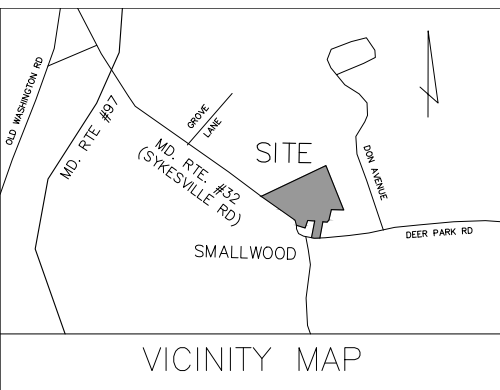 OLD WASHINGTON RD
MD. RTE #97
GROVE
LANE
MD. RTE. #32
(SYKESVILLE RD)
SITE
DON AVENUE
DEER PARK RD
SMALLWOOD
VICINITY MAP